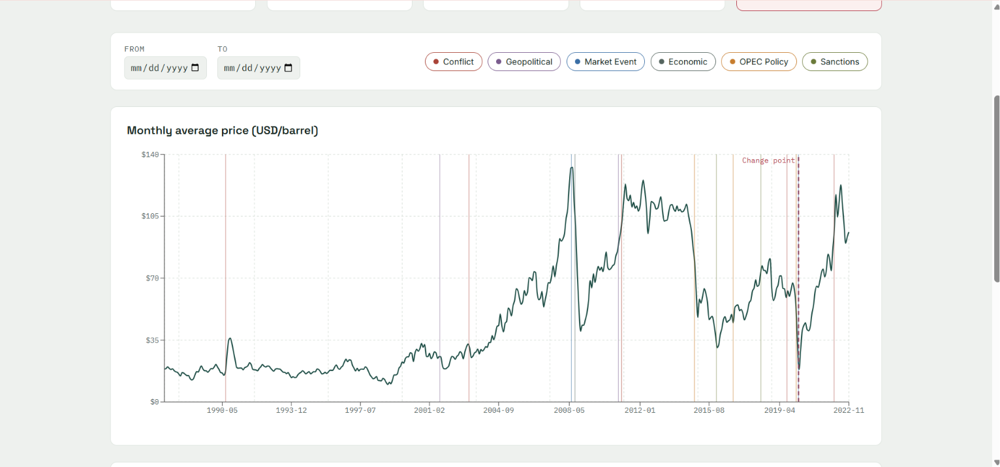 FROM TO
mm/dd/yyyy mm/dd/yyyy
Conflict Geopolitical Market Event Economic OPEC Policy Sanctions
Monthly average price (USD/barrel)
$140
Change point
$105
$70
$35
$0
1990-05 1993-12 1997-07 2001-02 2004-09 2008-05 2012-01 2015-08 2019-04 2022-11